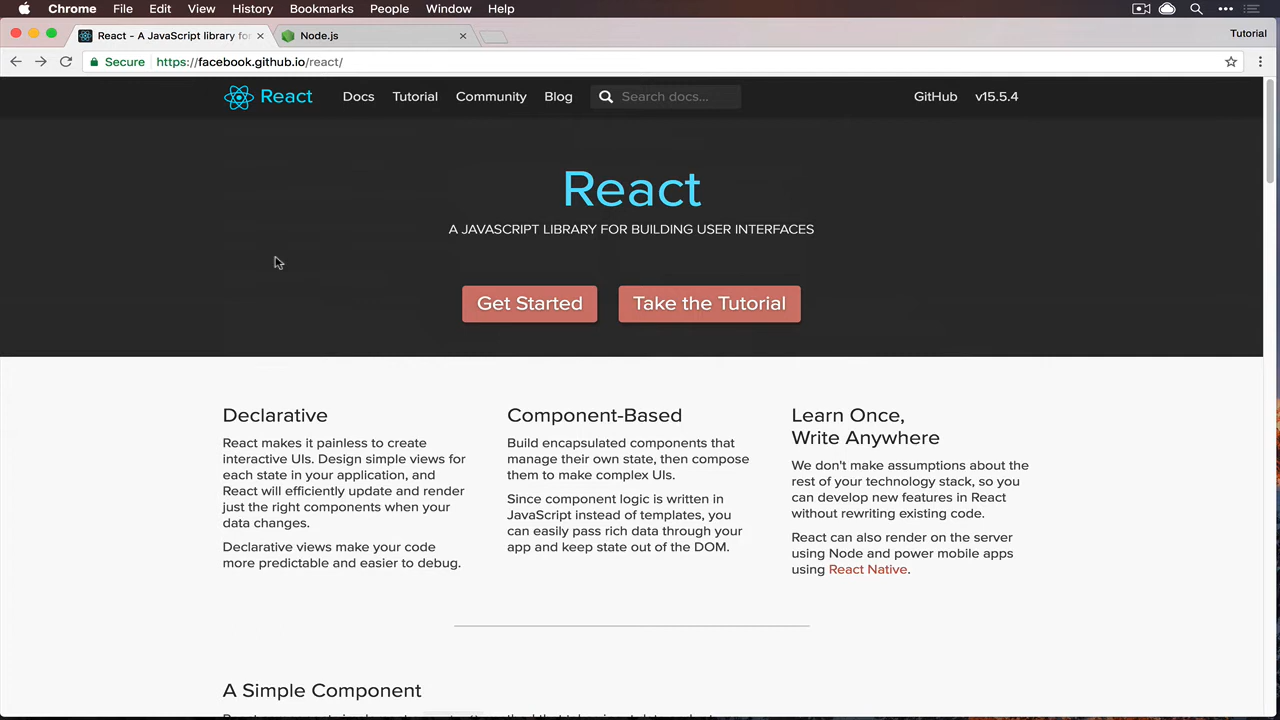 Chrome File Edit View History Bookmarks People Window Help
React - A JavaScript library fo Node.js Tutorial
Secure https://facebook.github.io/react/
React Docs Tutorial Community Blog Search docs... GitHub v15.5.4
React
A JAVASCRIPT LIBRARY FOR BUILDING USER INTERFACES
Get Started Take the Tutorial
Declarative
React makes it painless to create
interactive UIs. Design simple views for
each state in your application, and
React will efficiently update and render
just the right components when your
data changes.
Declarative views make your code
more predictable and easier to debug.
Component-Based
Build encapsulated components that
manage their own state, then compose
them to make complex UIs.
Since component logic is written in
JavaScript instead of templates, you
can easily pass rich data through your
app and keep state out of the DOM.
Learn Once,
Write Anywhere
We don't make assumptions about the
rest of your technology stack, so you
can develop new features in React
without rewriting existing code.
React can also render on the server
using Node and power mobile apps
using React Native.
A Simple Component